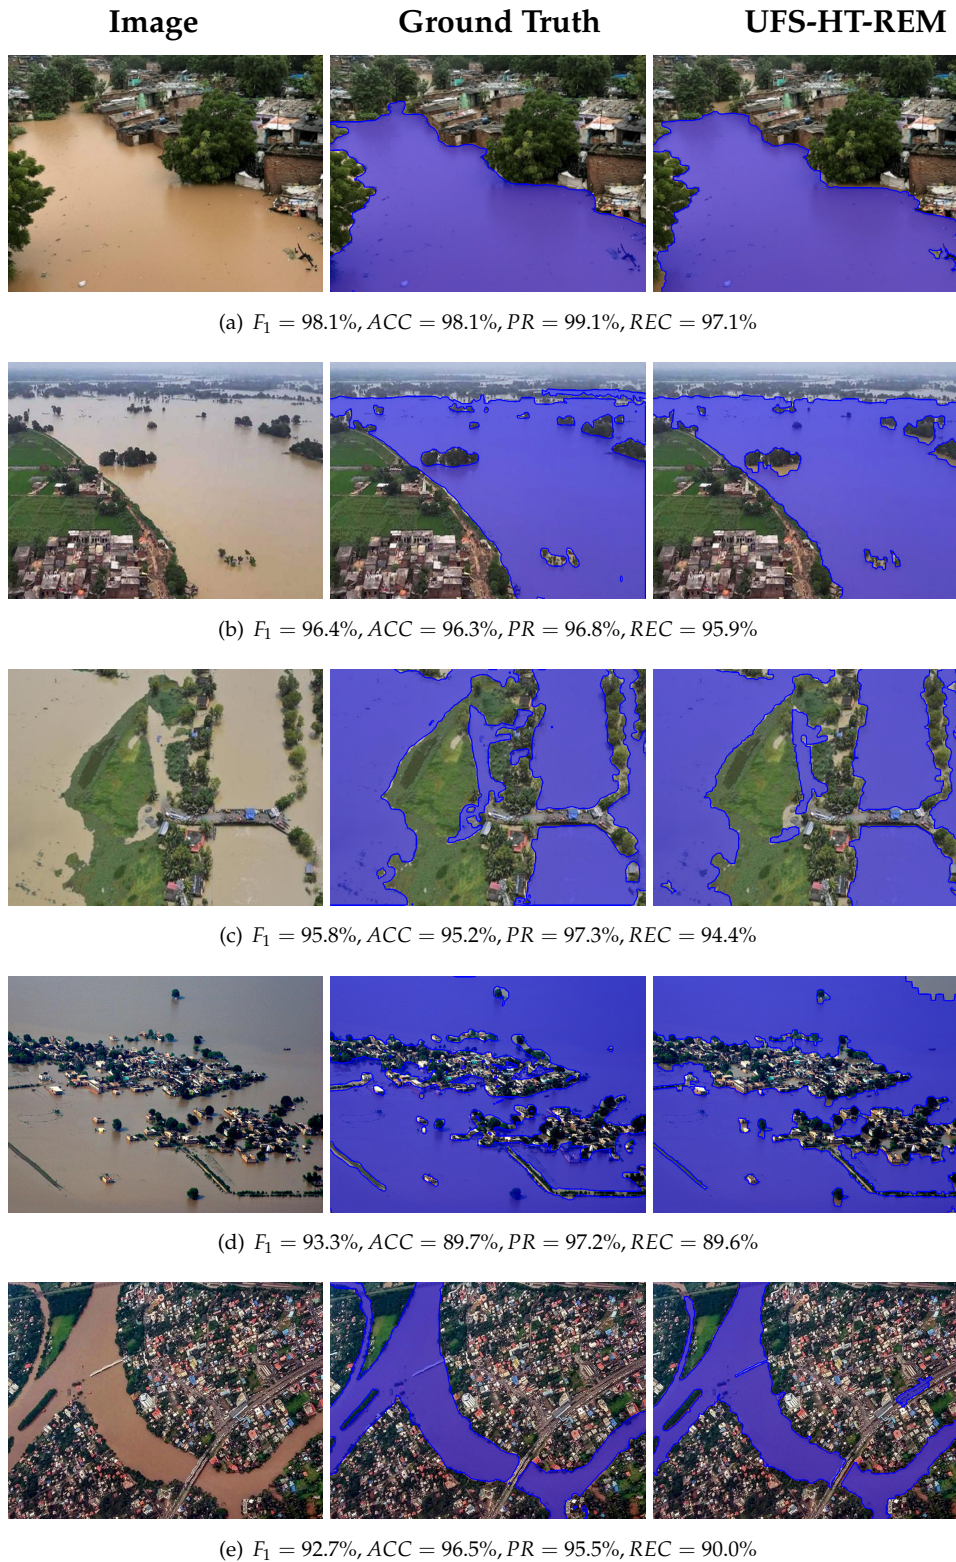 Image Ground Truth UFS-HT-REM
(a) F₁ = 98.1%, ACC = 98.1%, PR = 99.1%, REC = 97.1%
(b) F₁ = 96.4%, ACC = 96.3%, PR = 96.8%, REC = 95.9%
(c) F₁ = 95.8%, ACC = 95.2%, PR = 97.3%, REC = 94.4%
(d) F₁ = 93.3%, ACC = 89.7%, PR = 97.2%, REC = 89.6%
(e) F₁ = 92.7%, ACC = 96.5%, PR = 95.5%, REC = 90.0%